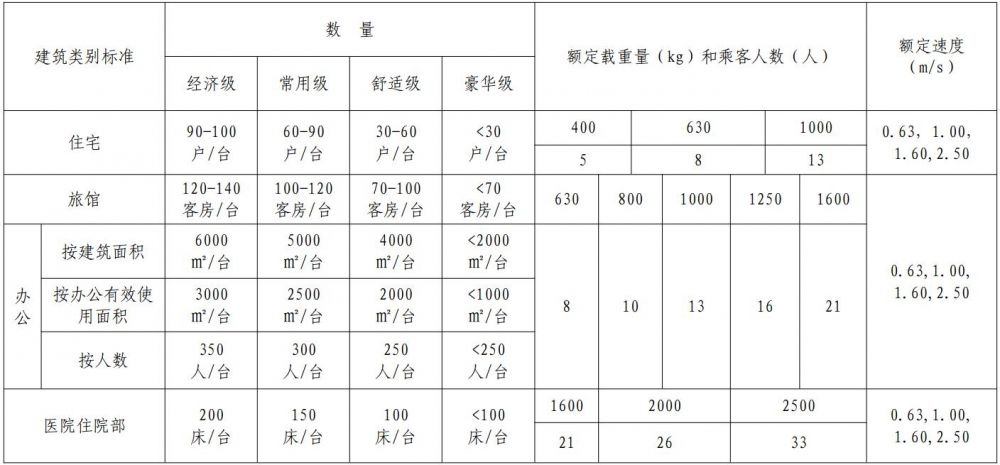 建筑类别标准
数 量
额定载重量(kg)和乘客人数(人)
额定速度
(m/s)
经济级
常用级
舒适级
豪华级
住宅
90-100
户/台
60-90
户/台
30-60
户/台
<30
户/台
400
630
1000
5
8
13
0.63, 1.00,
1.60,2.50
旅馆
120-140
客房/台
100-120
客房/台
70-100
客房/台
<70
客房/台
630
800
1000
1250
1600
办公
按建筑面积
6000
m²/台
5000
m²/台
4000
m²/台
<2000
m²/台
按办公有效使
用面积
3000
m²/台
2500
m²/台
2000
m²/台
<1000
m²/台
按人数
350
人/台
300
人/台
250
人/台
<250
人/台
8
10
13
16
21
0.63,1.00,
1.60,2.50
医院住院部
200
床/台
150
床/台
100
床/台
<100
床/台
1600
2000
2500
21
26
33
0.63,1.00,
1.60,2.50